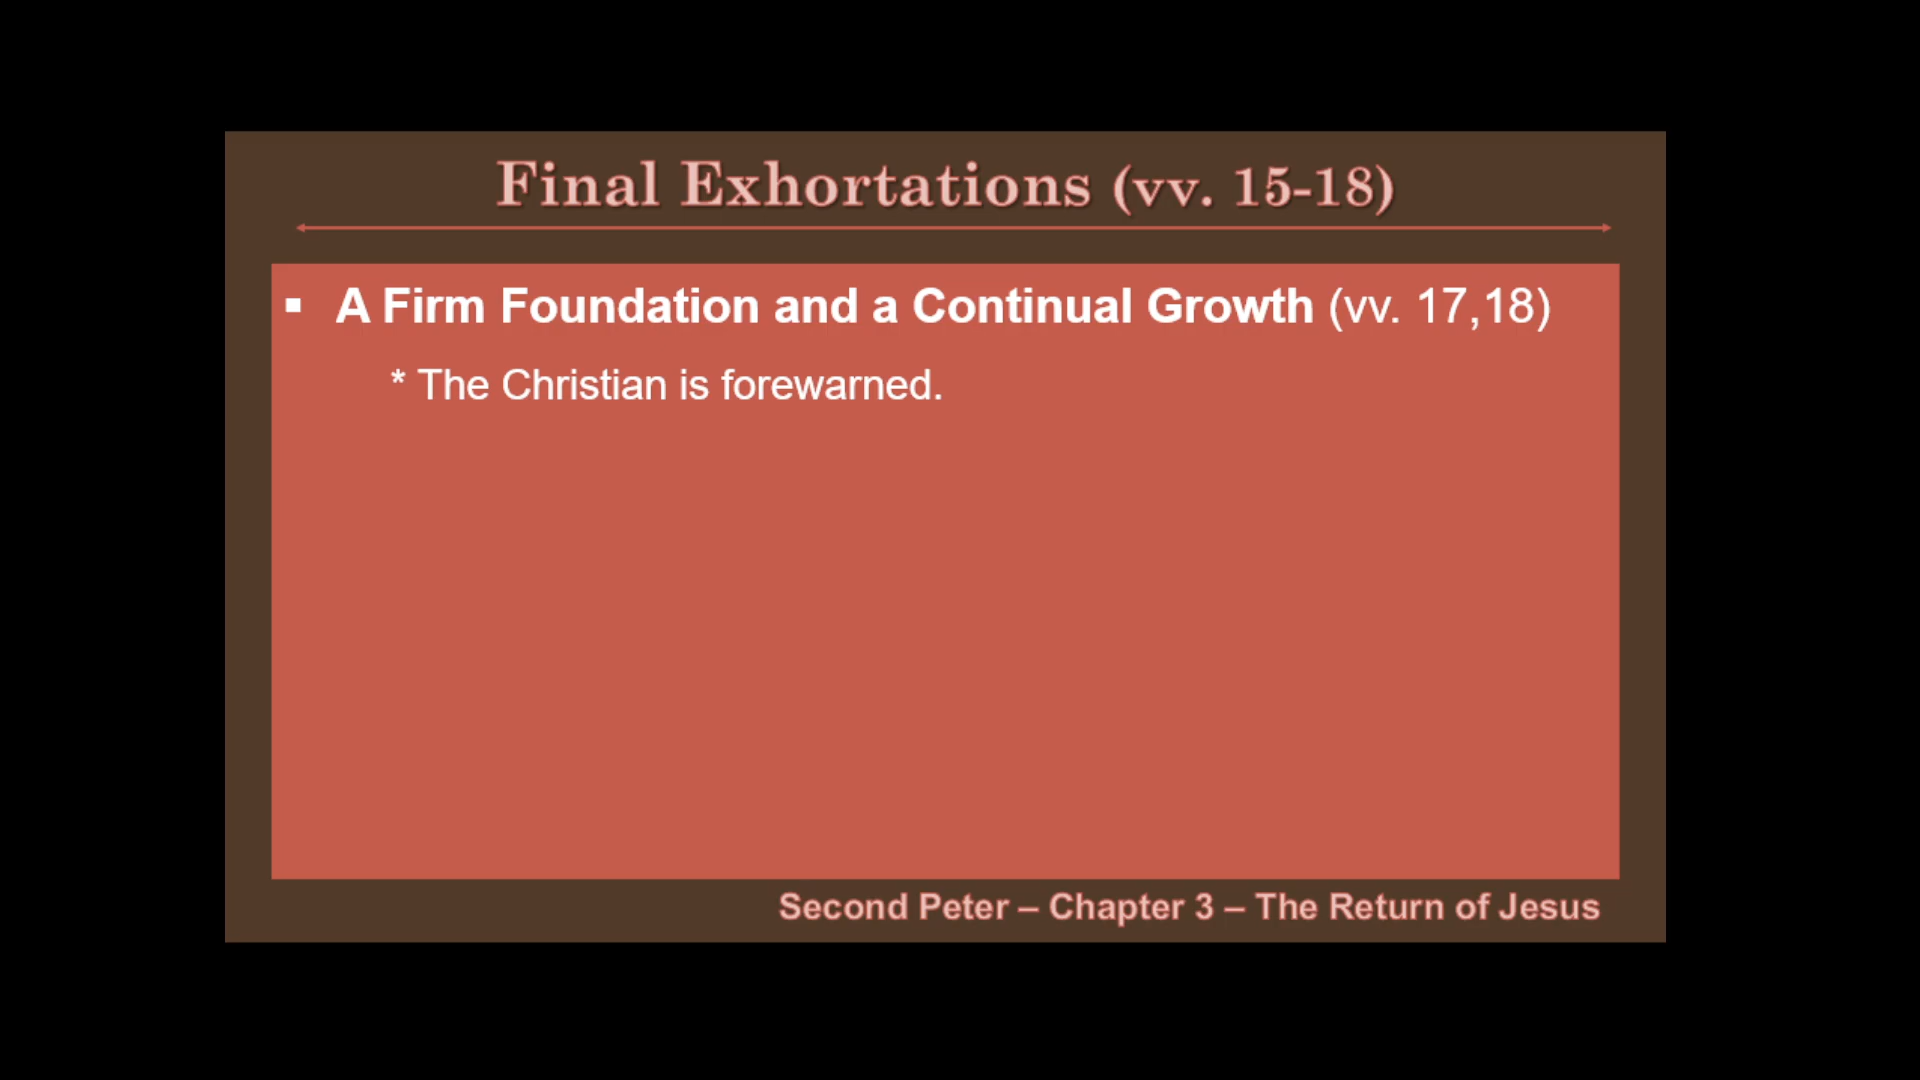 Final Exhortations (vv. 15-18)
▪ A Firm Foundation and a Continual Growth (vv. 17,18)
* The Christian is forewarned.
Second Peter – Chapter 3 – The Return of Jesus